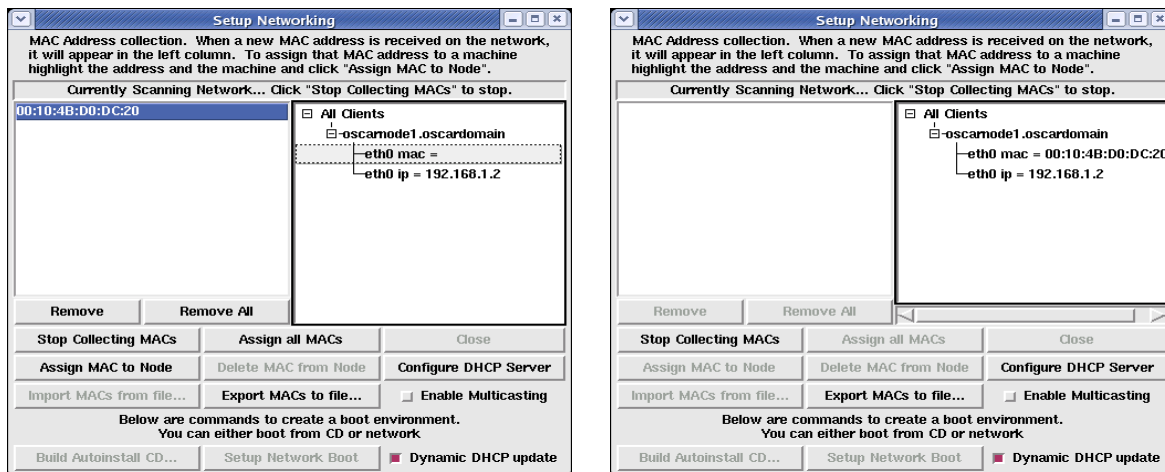 Setup Networking
MAC Address collection. When a new MAC address is received on the network,
it will appear in the left column. To assign that MAC address to a machine
highlight the address and the machine and click "Assign MAC to Node".
Currently Scanning Network... Click "Stop Collecting MACs" to stop.
00:10:4B:D0:DC:20
All Clients
oscarnode1.oscardomain
eth0 mac =
eth0 ip = 192.168.1.2
Remove Remove All
Stop Collecting MACs Assign all MACs Close
Assign MAC to Node Delete MAC from Node Configure DHCP Server
Import MACs from file... Export MACs to file... Enable Multicasting
Below are commands to create a boot environment.
You can either boot from CD or network
Build Autoinstall CD... Setup Network Boot Dynamic DHCP update
Setup Networking
MAC Address collection. When a new MAC address is received on the network,
it will appear in the left column. To assign that MAC address to a machine
highlight the address and the machine and click "Assign MAC to Node".
Currently Scanning Network... Click "Stop Collecting MACs" to stop.
All Clients
oscarnode1.oscardomain
eth0 mac = 00:10:4B:D0:DC:20
eth0 ip = 192.168.1.2
Remove Remove All
Stop Collecting MACs Assign all MACs Close
Assign MAC to Node Delete MAC from Node Configure DHCP Server
Import MACs from file... Export MACs to file... Enable Multicasting
Below are commands to create a boot environment.
You can either boot from CD or network
Build Autoinstall CD... Setup Network Boot Dynamic DHCP update